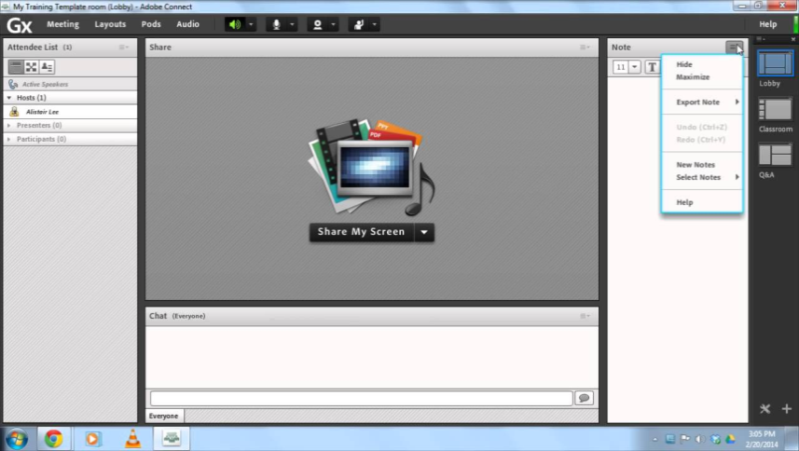 My Training Template room (Lobby) - Adobe Connect
Gx Meeting Layouts Pods Audio Help
Attendee List (1)
Active Speakers
Hosts (1)
Alistair Lee
Presenters (0)
Participants (0)
Share
PPT
PDF
Share My Screen
Chat (Everyone)
Everyone
Note
11 T
Hide
Maximize
Export Note
Undo (Ctrl+Z)
Redo (Ctrl+Y)
New Notes
Select Notes
Help
Lobby
Classroom
Q&A
3:05 PM
2/20/2014